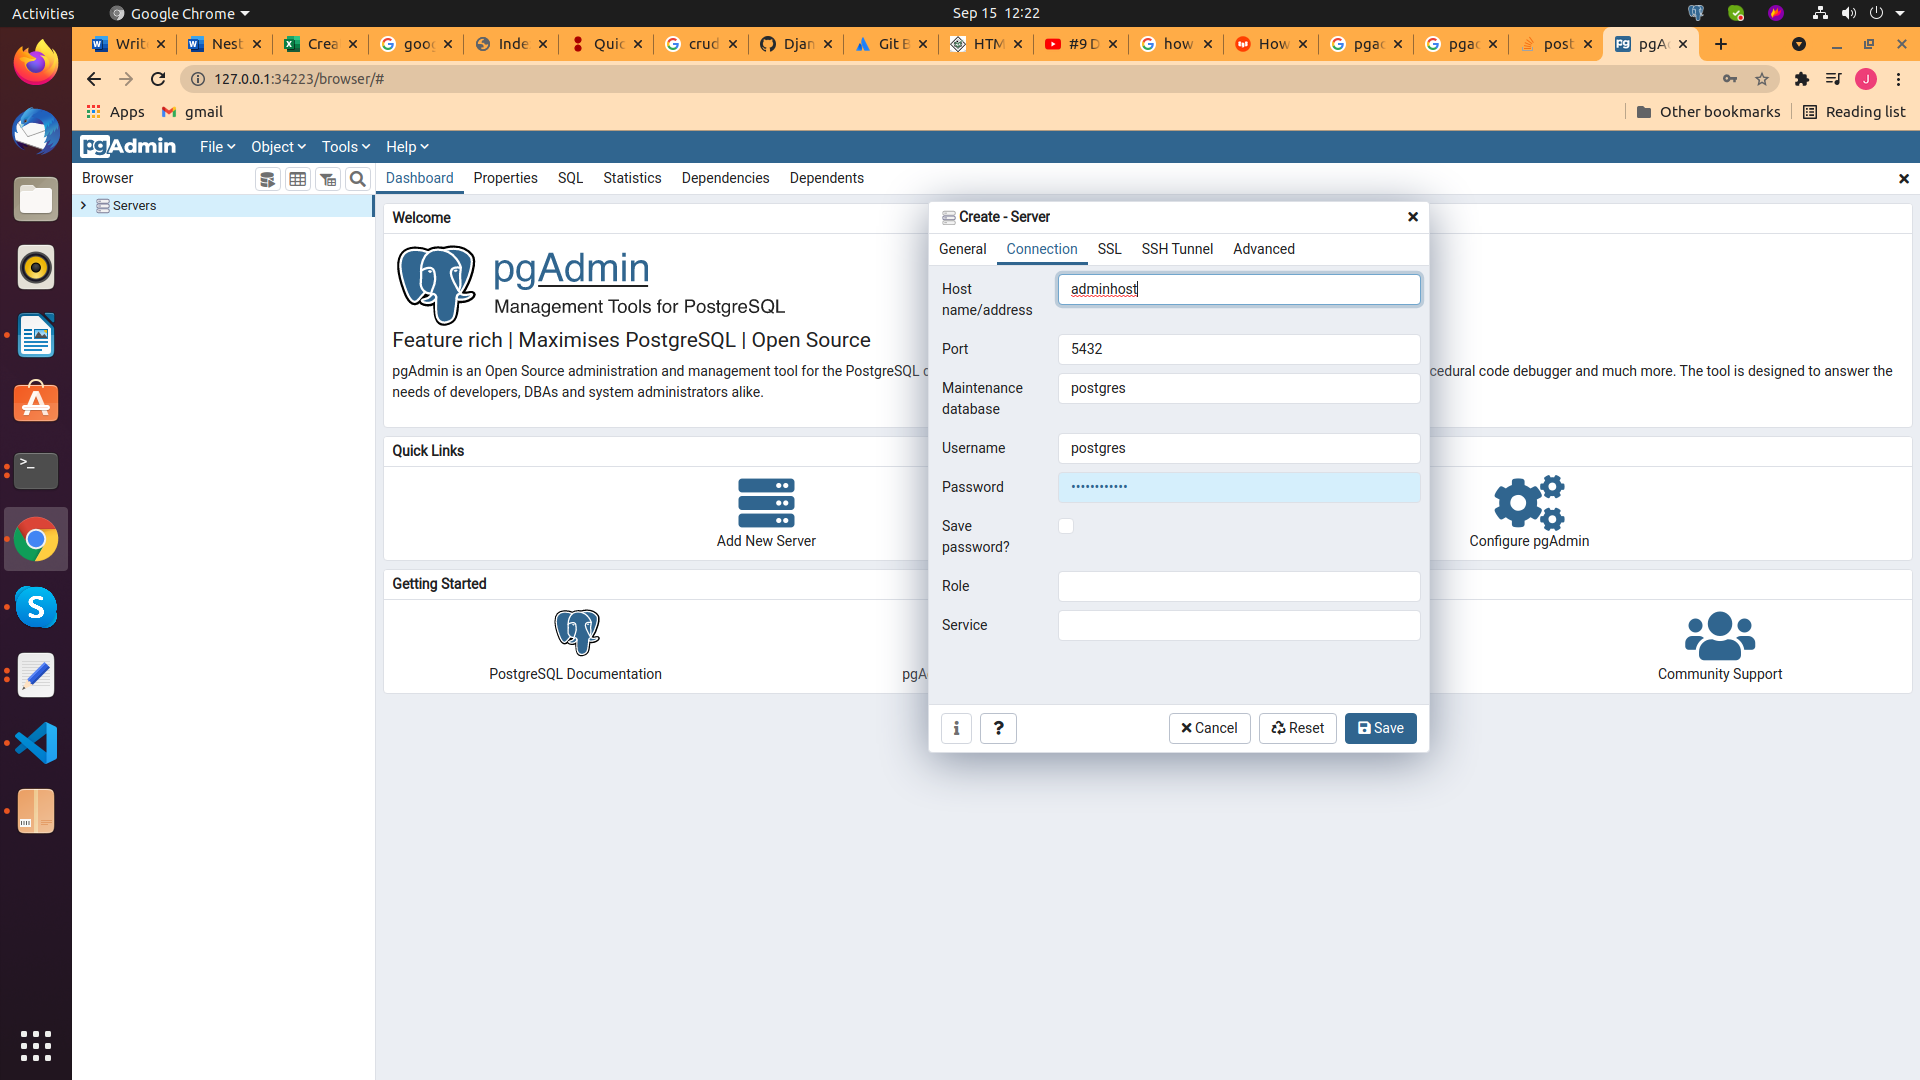 Activities
Google Chrome
Sep 15 12:22
Writ
Nest
Crea
goo
Inde
Quic
crud
Djan
Git B
HTM
#9 D
how
How
pgac
pgac
post
pgA
127.0.0.1:34223/browser/#
J
Apps
gmail
Other bookmarks
Reading list
pgAdmin
File
Object
Tools
Help
Browser
Dashboard
Properties
SQL
Statistics
Dependencies
Dependents
Servers
Welcome
pgAdmin
Management Tools for PostgreSQL
Feature rich | Maximises PostgreSQL | Open Source
pgAdmin is an Open Source administration and management tool for the PostgreSQL
cedural code debugger and much more. The tool is designed to answer the
needs of developers, DBAs and system administrators alike.
Quick Links
Add New Server
Configure pgAdmin
Getting Started
PostgreSQL Documentation
pgA
Community Support
Create - Server
General
Connection
SSL
SSH Tunnel
Advanced
Host
name/address
adminhost
Port
5432
Maintenance
database
postgres
Username
postgres
Password
••••••••••••
Save
password?
Role
Service
i
?
Cancel
Reset
Save